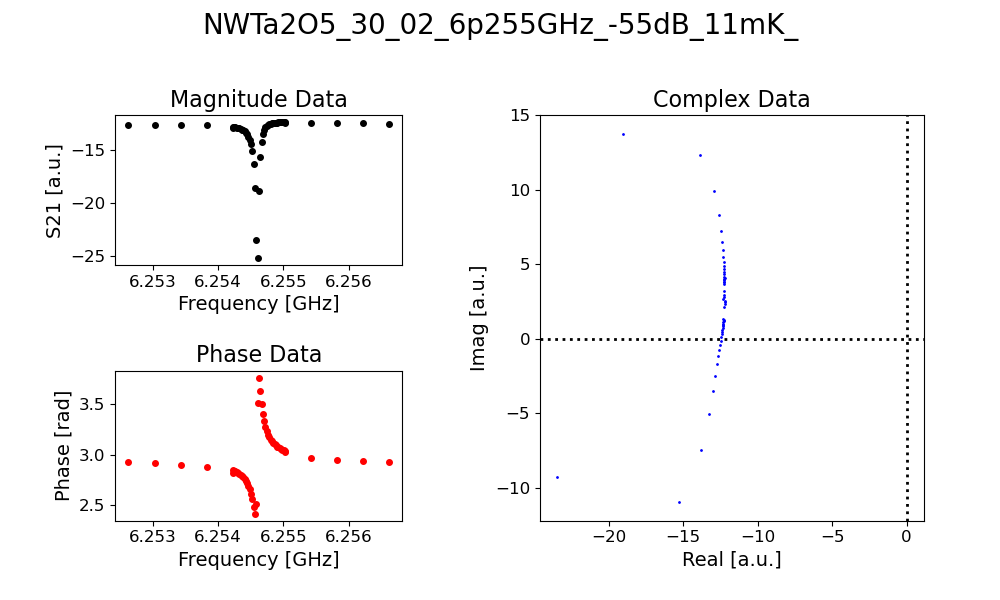 NWTa2O5_30_02_6p255GHz_-55dB_11mK_
Magnitude Data
S21 [a.u.]
−15
−20
−25
6.253 6.254 6.255 6.256
Frequency [GHz]
Phase Data
Phase [rad]
3.5
3.0
2.5
6.253 6.254 6.255 6.256
Frequency [GHz]
Complex Data
Imag [a.u.]
15
10
5
0
−5
−10
−20 −15 −10 −5 0
Real [a.u.]